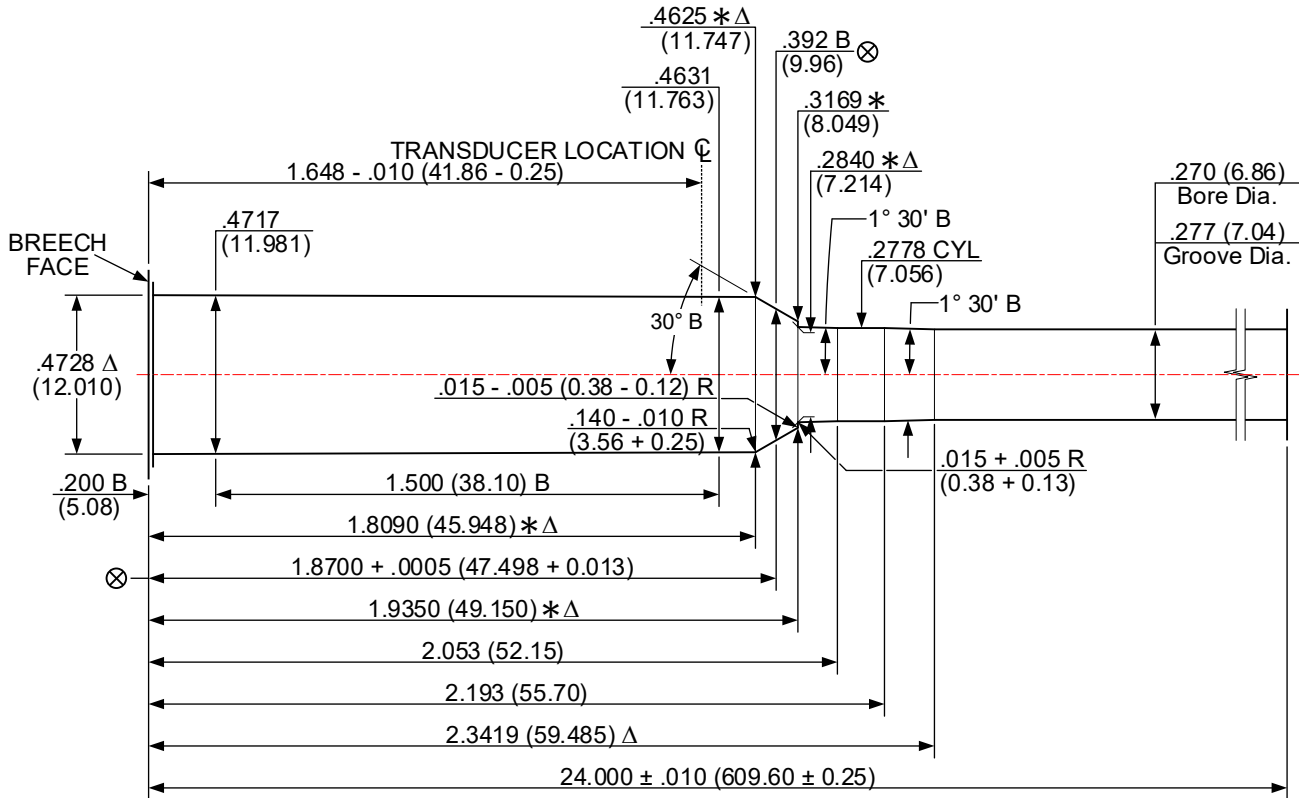 .4625 ∗ Δ
(11.747)
.392 B ⊗
(9.96)
.4631
(11.763)
.3169 ∗
(8.049)
TRANSDUCER LOCATION ℄
1.648 - .010 (41.86 - 0.25)
.2840 ∗ Δ
(7.214)
.270 (6.86)
Bore Dia.
.277 (7.04)
Groove Dia.
1° 30' B
.2778 CYL
(7.056)
1° 30' B
.4717
(11.981)
BREECH
FACE
30° B
.4728 Δ
(12.010)
.015 - .005 (0.38 - 0.12) R
.140 - .010 R
(3.56 + 0.25)
.015 + .005 R
(0.38 + 0.13)
.200 B
(5.08)
1.500 (38.10) B
1.8090 (45.948) ∗ Δ
⊗
1.8700 + .0005 (47.498 + 0.013)
1.9350 (49.150) ∗ Δ
2.053 (52.15)
2.193 (55.70)
2.3419 (59.485) Δ
24.000 ± .010 (609.60 ± 0.25)